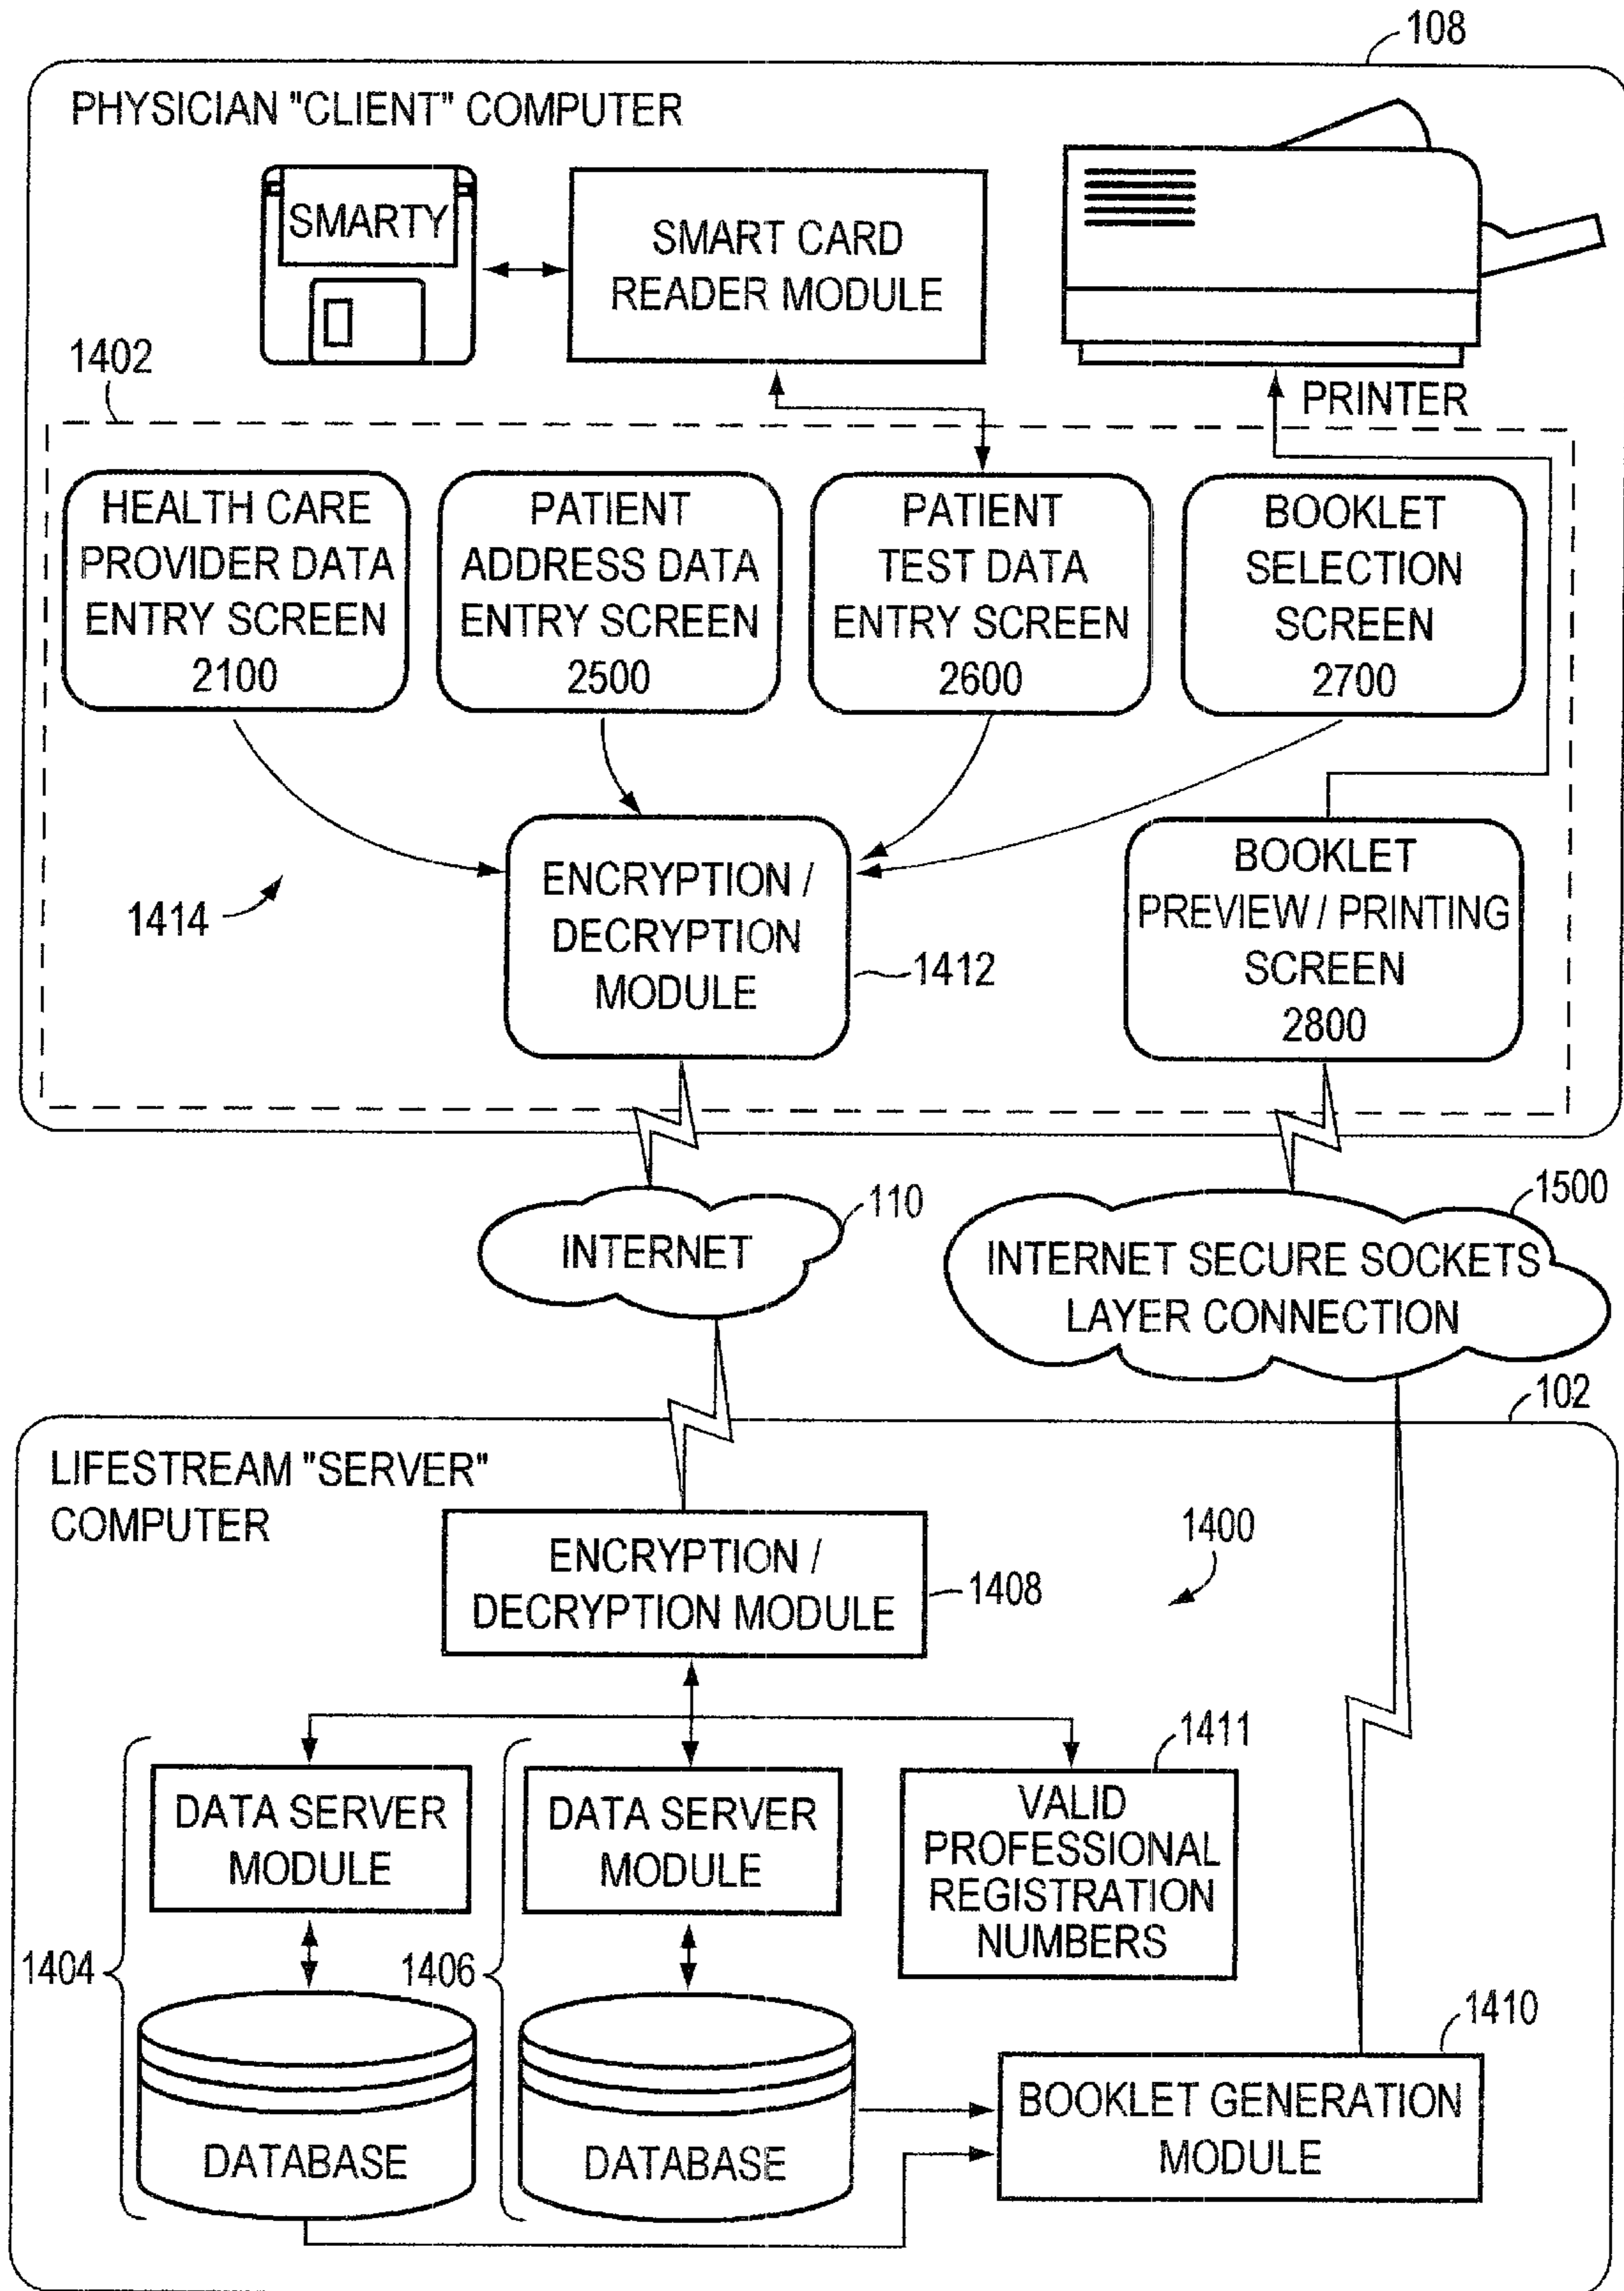 108
PHYSICIAN "CLIENT" COMPUTER
SMARTY
SMART CARD
READER MODULE
1402
PRINTER
HEALTH CARE
PROVIDER DATA
ENTRY SCREEN
2100
PATIENT
ADDRESS DATA
ENTRY SCREEN
2500
PATIENT
TEST DATA
ENTRY SCREEN
2600
BOOKLET
SELECTION
SCREEN
2700
1414
ENCRYPTION /
DECRYPTION
MODULE
1412
BOOKLET
PREVIEW / PRINTING
SCREEN
2800
INTERNET
110
INTERNET SECURE SOCKETS
LAYER CONNECTION
1500
102
LIFESTREAM "SERVER"
COMPUTER
ENCRYPTION /
DECRYPTION MODULE
1408
1400
1404
DATA SERVER
MODULE
DATABASE
1406
DATA SERVER
MODULE
DATABASE
1411
VALID
PROFESSIONAL
REGISTRATION
NUMBERS
1410
BOOKLET GENERATION
MODULE